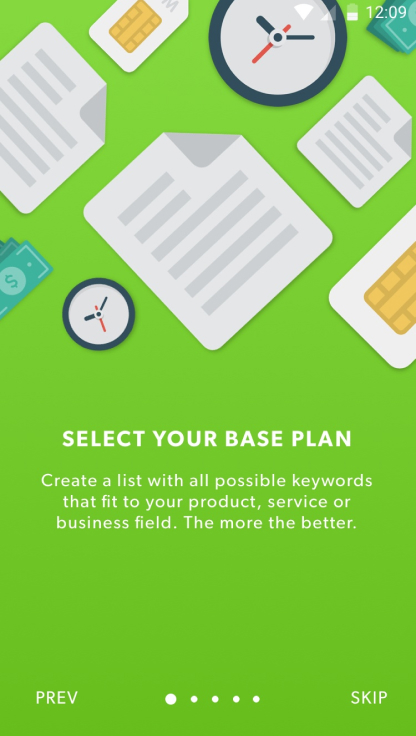 12:09
SELECT YOUR BASE PLAN
Create a list with all possible keywords
that fit to your product, service or
business field. The more the better.
PREV
SKIP